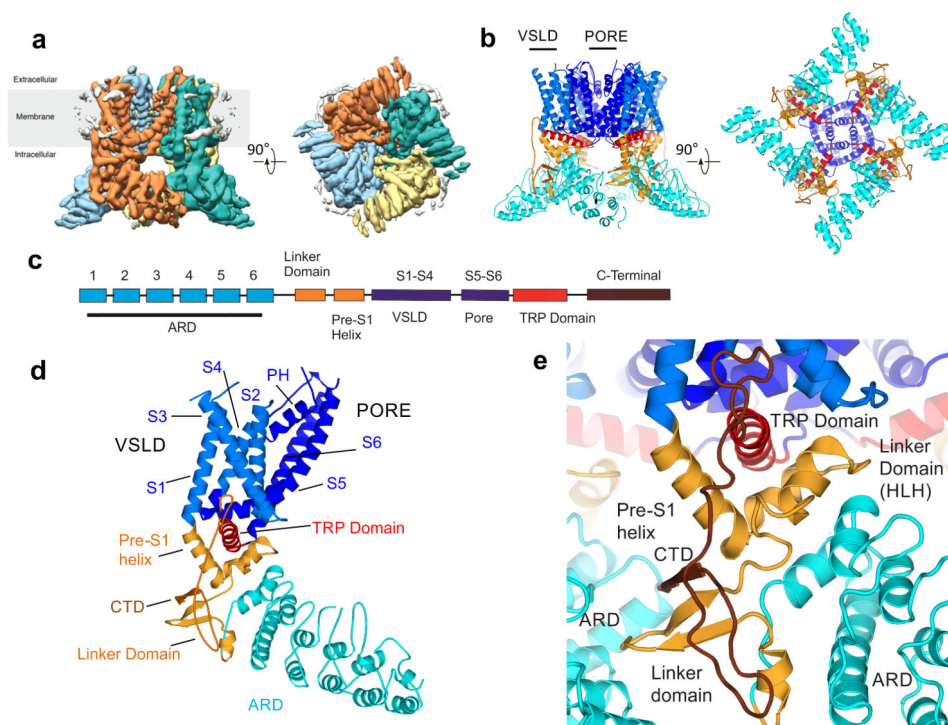 a
Extracellular
Membrane
Intracellular
90°
b
VSLD
PORE
90°
c
1 2 3 4 5 6
Linker
Domain
S1-S4
S5-S6
C-Terminal
ARD
Pre-S1
Helix
VSLD
Pore
TRP Domain
d
S4
S2
PH
S3
PORE
VSLD
S6
S1
S5
Pre-S1
helix
TRP Domain
CTD
Linker Domain
ARD
e
TRP Domain
Linker
Domain
(HLH)
Pre-S1
helix
CTD
ARD
Linker
domain
ARD